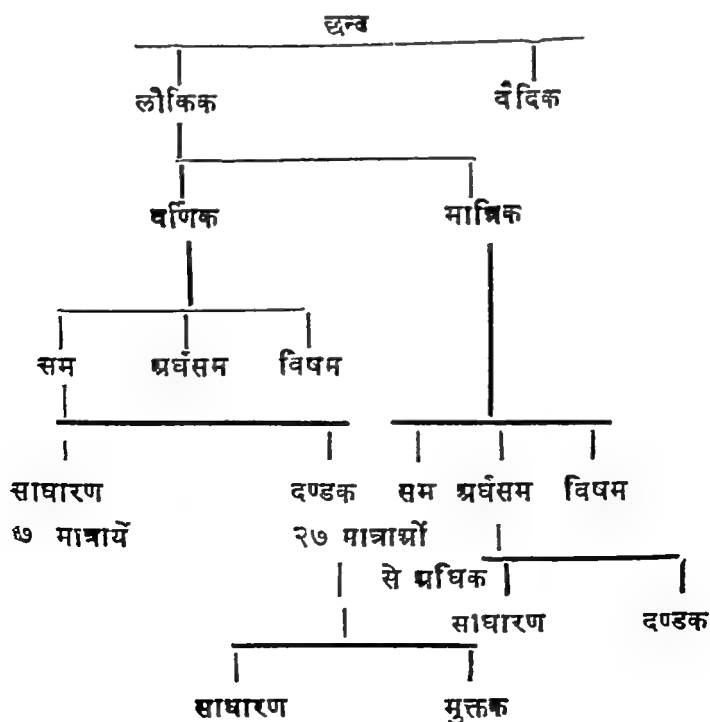 छन्द
लौकिक वैदिक
वर्णिक मात्रिक
सम अर्धसम विषम
साधारण दण्डक सम अर्धसम विषम
मात्रायें २७ मात्राओं
से अधिक
साधारण दण्डक
साधारण मुक्तक